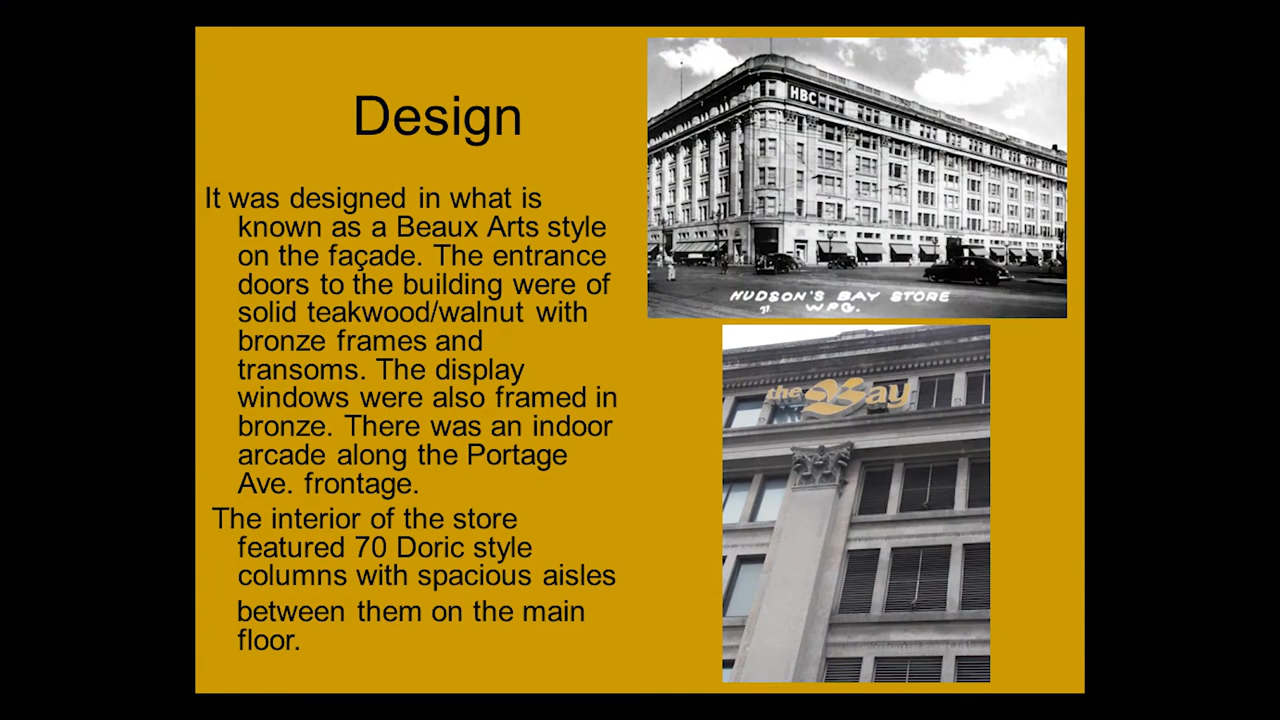 Design
It was designed in what is
known as a Beaux Arts style
on the façade. The entrance
doors to the building were of
solid teakwood/walnut with
bronze frames and
transoms. The display
windows were also framed in
bronze. There was an indoor
arcade along the Portage
Ave. frontage.
The interior of the store
featured 70 Doric style
columns with spacious aisles
between them on the main
floor.
HBC
HUDSON'S BAY STORE
WPG.
the Bay